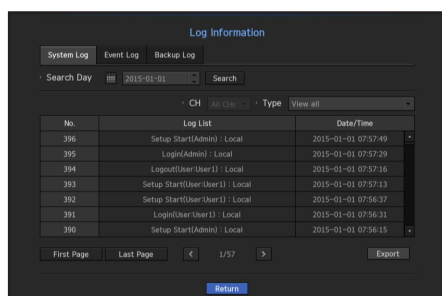 Log Information
System Log Event Log Backup Log
Search Day 2015-01-01 Search
CH All CHs Type View all
No. Log List Date/Time
396 Setup Start(Admin) : Local 2015-01-01 07:57:49
395 Login(Admin) : Local 2015-01-01 07:57:29
394 Logout(User:User1) : Local 2015-01-01 07:57:16
393 Setup Start(User:User1) : Local 2015-01-01 07:57:13
392 Setup Start(User:User1) : Local 2015-01-01 07:56:37
391 Login(User:User1) : Local 2015-01-01 07:56:31
390 Setup Start(Admin) : Local 2015-01-01 07:56:15
First Page Last Page < 1/57 > Export
Return